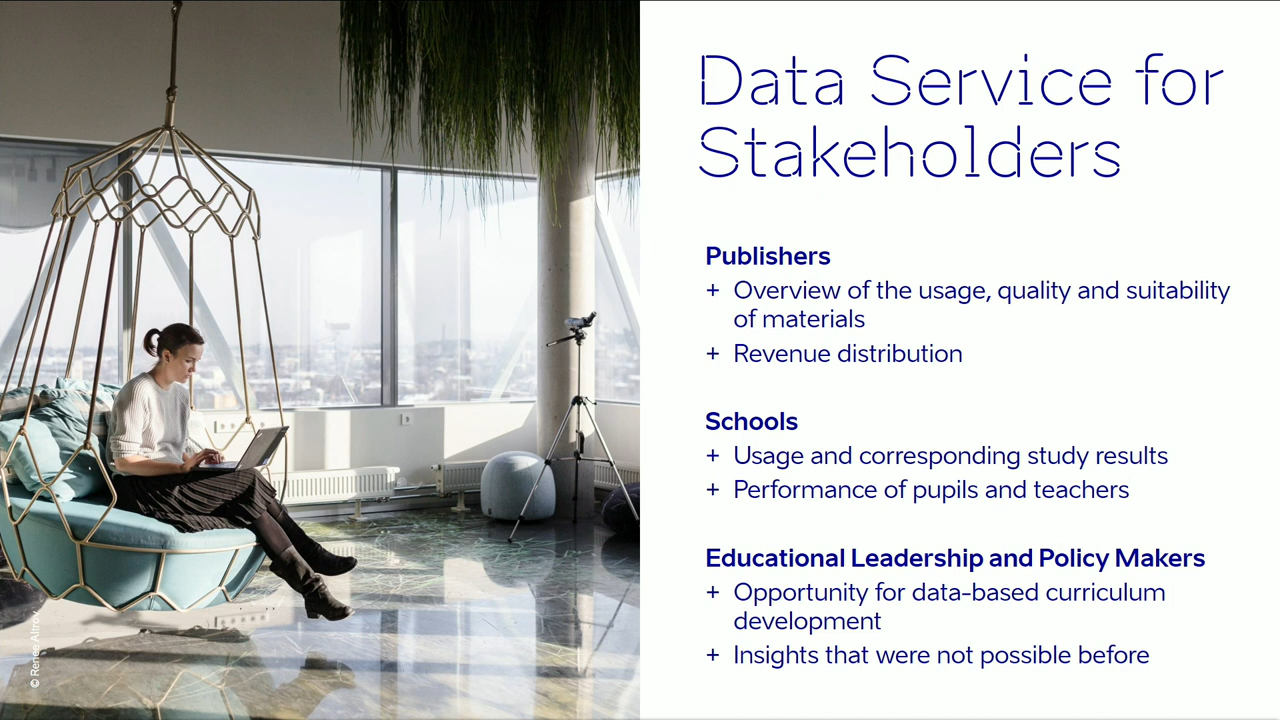 Data Service for
Stakeholders
Publishers
+ Overview of the usage, quality and suitability
of materials
+ Revenue distribution
Schools
+ Usage and corresponding study results
+ Performance of pupils and teachers
Educational Leadership and Policy Makers
+ Opportunity for data-based curriculum
development
+ Insights that were not possible before
© Renee Altrov